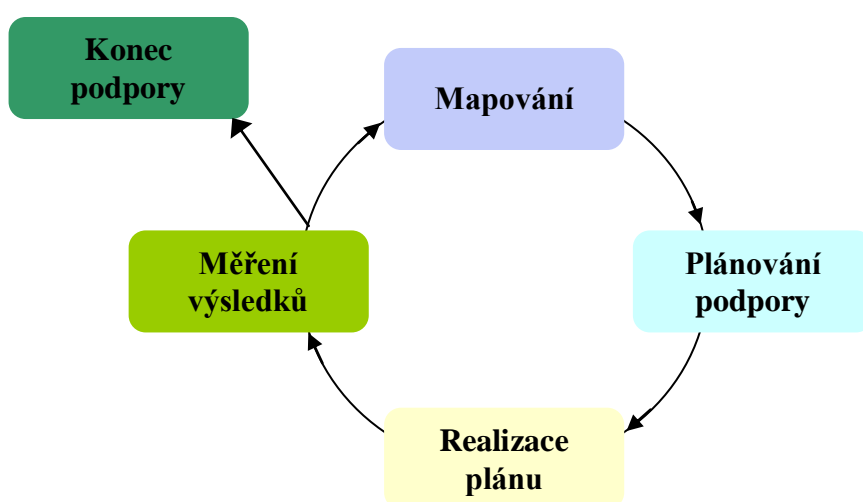 Konec
podpory
Mapování
Měření
výsledků
Plánování
podpory
Realizace
plánu